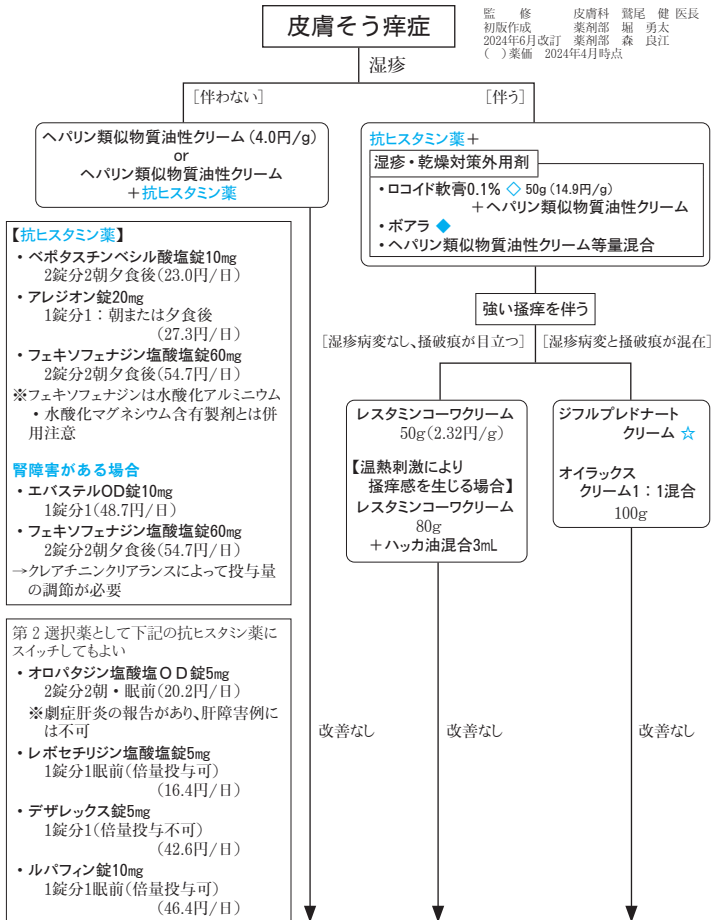 皮膚そう痒症
監　修　皮膚科　鷲尾　健 医長
初版作成　薬剤部　堀　勇太
2024年6月改訂　薬剤部　森　良江
(　)薬価　2024年4月時点
湿疹
[伴わない]
[伴う]
ヘパリン類似物質油性クリーム (4.0円/g)
or
ヘパリン類似物質油性クリーム
＋抗ヒスタミン薬
抗ヒスタミン薬＋
湿疹・乾燥対策外用剤
・ロコイド軟膏0.1% ◇ 50g (14.9円/g)
＋ヘパリン類似物質油性クリーム
・ボアラ ◆
・ヘパリン類似物質油性クリーム等量混合
強い掻痒を伴う
[湿疹病変なし、掻破痕が目立つ]
[湿疹病変と掻破痕が混在]
レスタミンコーワクリーム
50g(2.32円/g)
【温熱刺激により
掻痒感を生じる場合】
レスタミンコーワクリーム
80g
＋ハッカ油混合3mL
ジフルプレドナート
クリーム ☆
オイラックス
クリーム1：1混合
100g
【抗ヒスタミン薬】
・ベポタスチンベシル酸塩錠10mg
2錠分2朝夕食後(23.0円/日)
・アレジオン錠20mg
1錠分1：朝または夕食後
(27.3円/日)
・フェキソフェナジン塩酸塩錠60mg
2錠分2朝夕食後(54.7円/日)
※フェキソフェナジンは水酸化アルミニウム
・水酸化マグネシウム含有製剤とは併
用注意
腎障害がある場合
・エバステルOD錠10mg
1錠分1(48.7円/日)
・フェキソフェナジン塩酸塩錠60mg
2錠分2朝夕食後(54.7円/日)
→クレアチニンクリアランスによって投与量
の調節が必要
第２選択薬として下記の抗ヒスタミン薬に
スイッチしてもよい
・オロパタジン塩酸塩ＯＤ錠5mg
2錠分2朝・眠前(20.2円/日)
※劇症肝炎の報告があり、肝障害例に
は不可
・レボセチリジン塩酸塩錠5mg
1錠分1眠前(倍量投与可)
(16.4円/日)
・デザレックス錠5mg
1錠分1(倍量投与不可)
(42.6円/日)
・ルパフィン錠10mg
1錠分1眠前(倍量投与可)
(46.4円/日)
改善なし
改善なし
改善なし